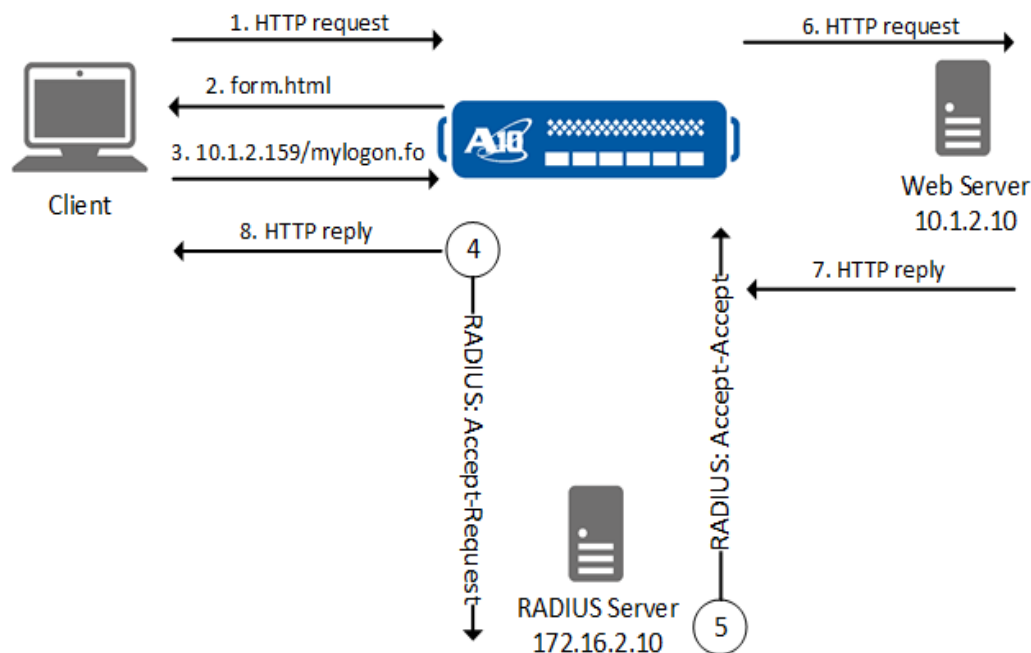 1. HTTP request
6. HTTP request
2. form.html
A10
3. 10.1.2.159/mylogon.fo
Client
Web Server
10.1.2.10
8. HTTP reply
4
7. HTTP reply
RADIUS: Accept-Request
RADIUS: Accept-Accept
RADIUS Server
172.16.2.10
5